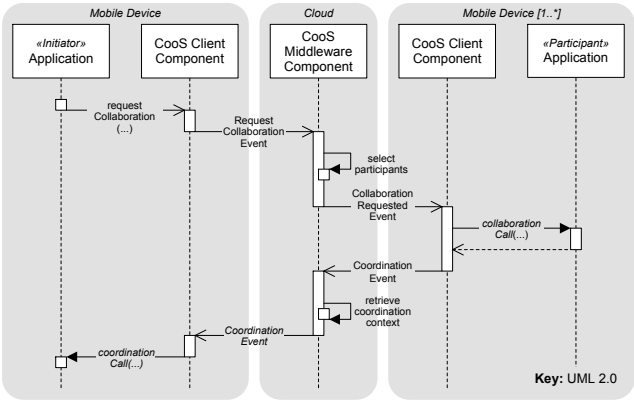 Mobile Device
Cloud
Mobile Device [1..*]
«Initiator»
Application
CooS Client
Component
CooS
Middleware
Component
CooS Client
Component
«Participant»
Application
request
Collaboration
(...)
Request
Collaboration
Event
select
participants
Collaboration
Requested
Event
collaboration
Call(...)
Coordination
Event
retrieve
coordination
context
Coordination
Event
coordination
Call(...)
Key: UML 2.0